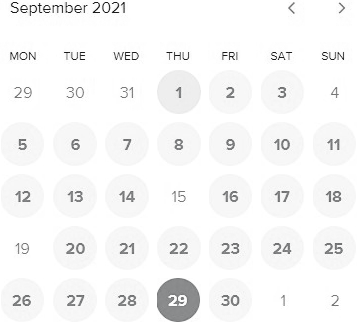 September 2021
MON TUE WED THU FRI SAT SUN
29 30 31 1 2 3 4
5 6 7 8 9 10 11
12 13 14 15 16 17 18
19 20 21 22 23 24 25
26 27 28 29 30 1 2